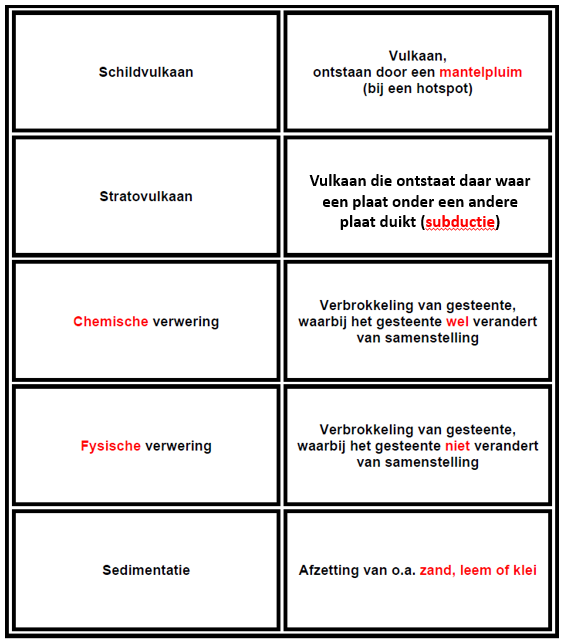 Schildvulkaan
Vulkaan,
ontstaan door een mantelpluim
(bij een hotspot)
Stratovulkaan
Vulkaan die ontstaat daar waar
een plaat onder een andere
plaat duikt (subductie)
Chemische verwering
Verbrokkeling van gesteente,
waarbij het gesteente wel verandert
van samenstelling
Fysische verwering
Verbrokkeling van gesteente,
waarbij het gesteente niet verandert
van samenstelling
Sedimentatie
Afzetting van o.a. zand, leem of klei